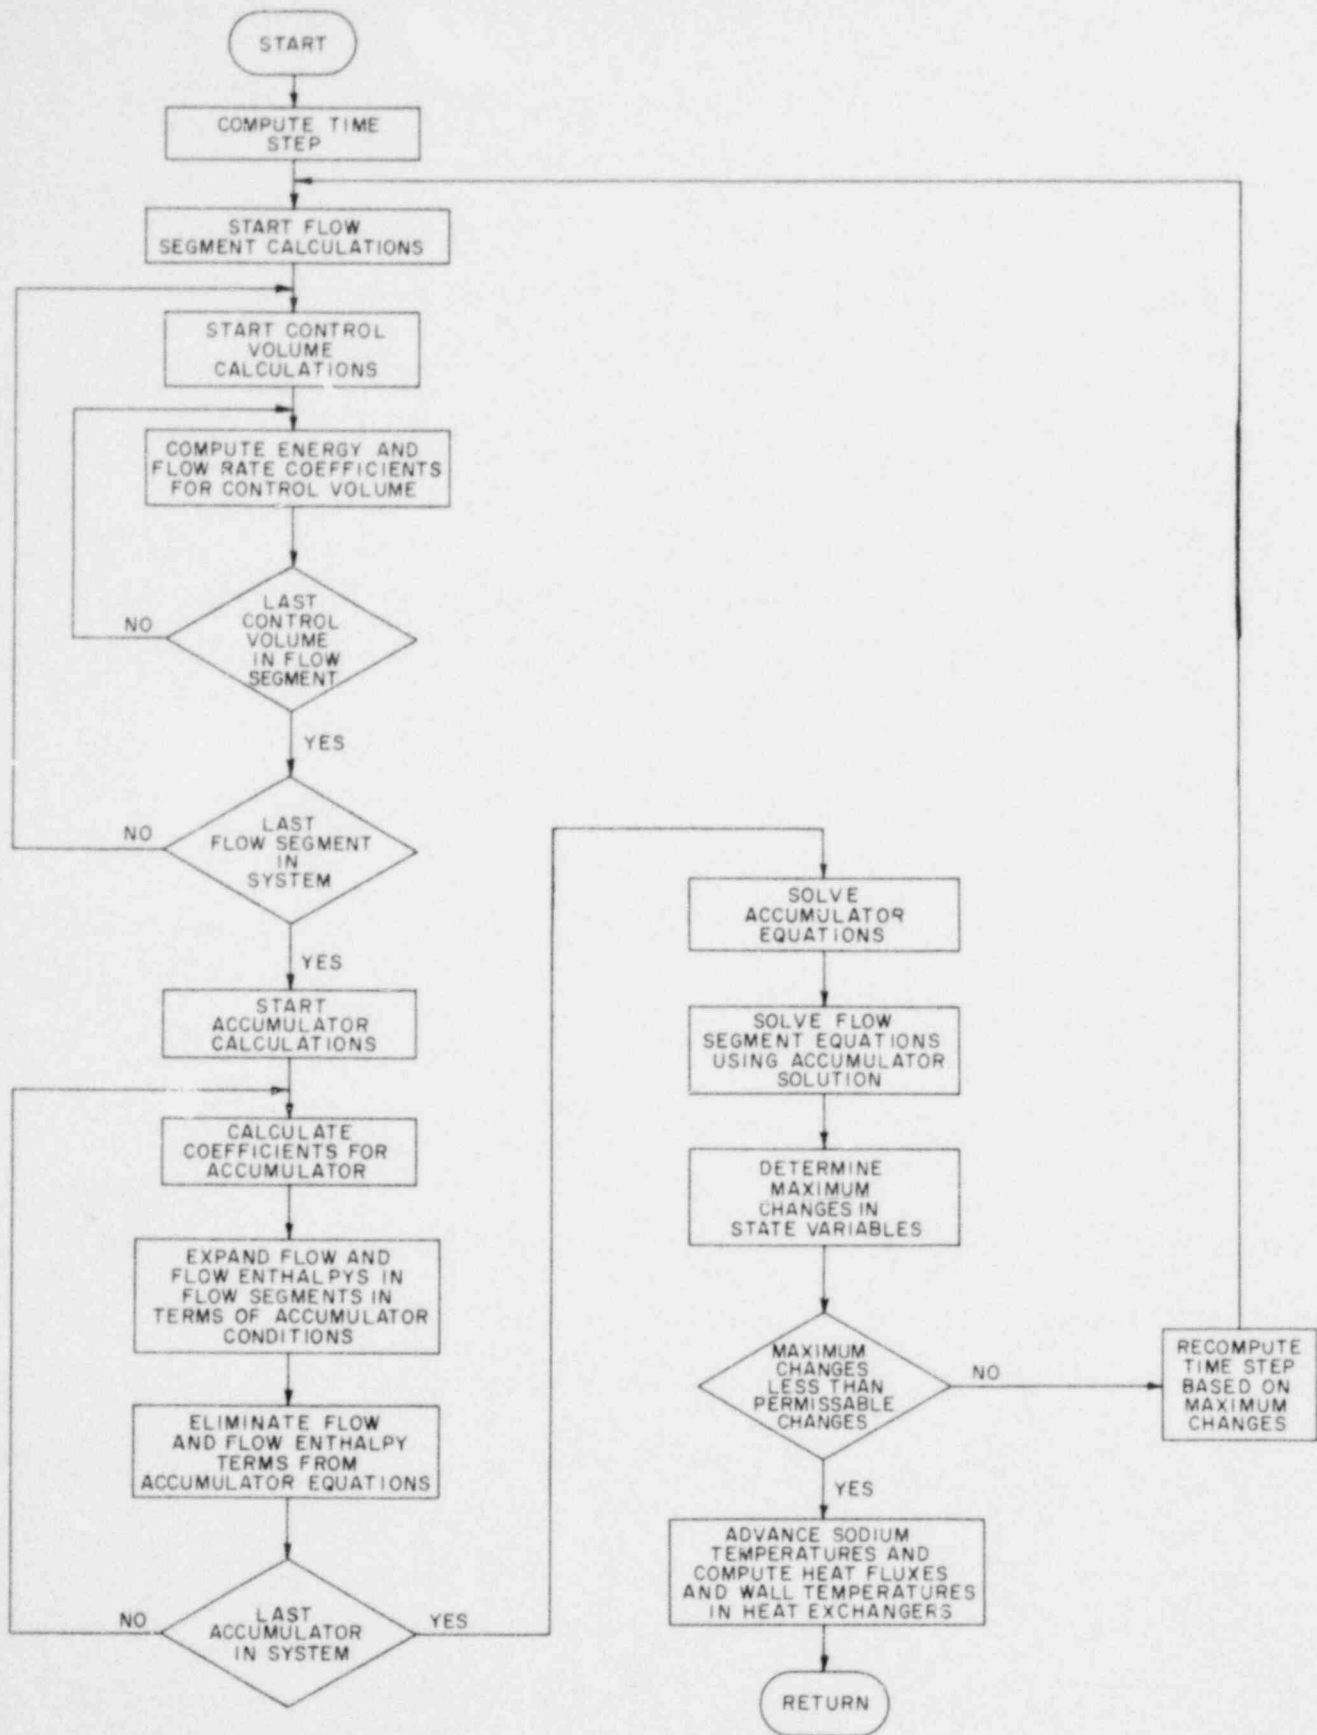 START
COMPUTE TIME
STEP
START FLOW
SEGMENT CALCULATIONS
START CONTROL
VOLUME
CALCULATIONS
COMPUTE ENERGY AND
FLOW RATE COEFFICIENTS
FOR CONTROL VOLUME
LAST
CONTROL
VOLUME
IN FLOW
SEGMENT
NO
YES
LAST
FLOW SEGMENT
IN
SYSTEM
NO
YES
START
ACCUMULATOR
CALCULATIONS
CALCULATE
COEFFICIENTS FOR
ACCUMULATOR
EXPAND FLOW AND
FLOW ENTHALPYS IN
FLOW SEGMENTS IN
TERMS OF ACCUMULATOR
CONDITIONS
ELIMINATE FLOW
AND FLOW ENTHALPY
TERMS FROM
ACCUMULATOR EQUATIONS
LAST
ACCUMULATOR
IN SYSTEM
NO
YES
SOLVE
ACCUMULATOR
EQUATIONS
SOLVE FLOW
SEGMENT EQUATIONS
USING ACCUMULATOR
SOLUTION
DETERMINE
MAXIMUM
CHANGES IN
STATE VARIABLES
MAXIMUM
CHANGES
LESS THAN
PERMISSABLE
CHANGES
NO
RECOMPUTE
TIME STEP
BASED ON
MAXIMUM
CHANGES
YES
ADVANCE SODIUM
TEMPERATURES AND
COMPUTE HEAT FLUXES
AND WALL TEMPERATURES
IN HEAT EXCHANGERS
RETURN